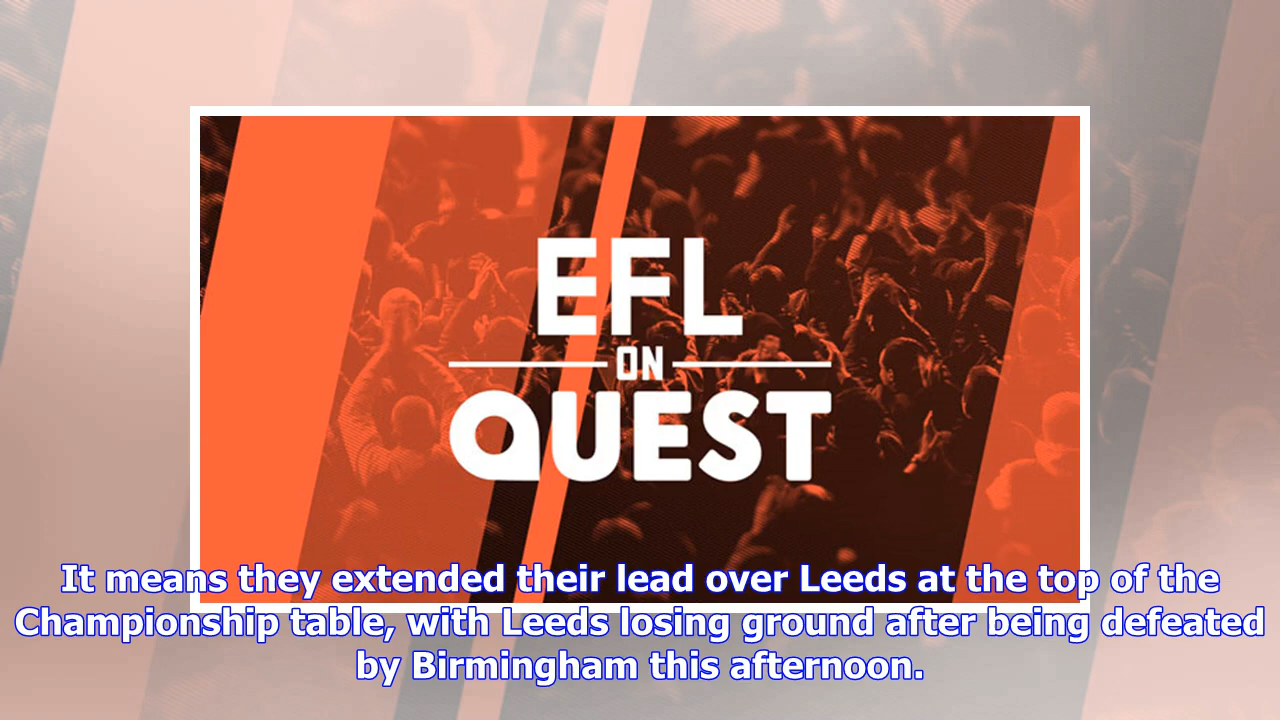 EFL
ON
QUEST
It means they extended their lead over Leeds at the top of the
Championship table, with Leeds losing ground after being defeated
by Birmingham this afternoon.